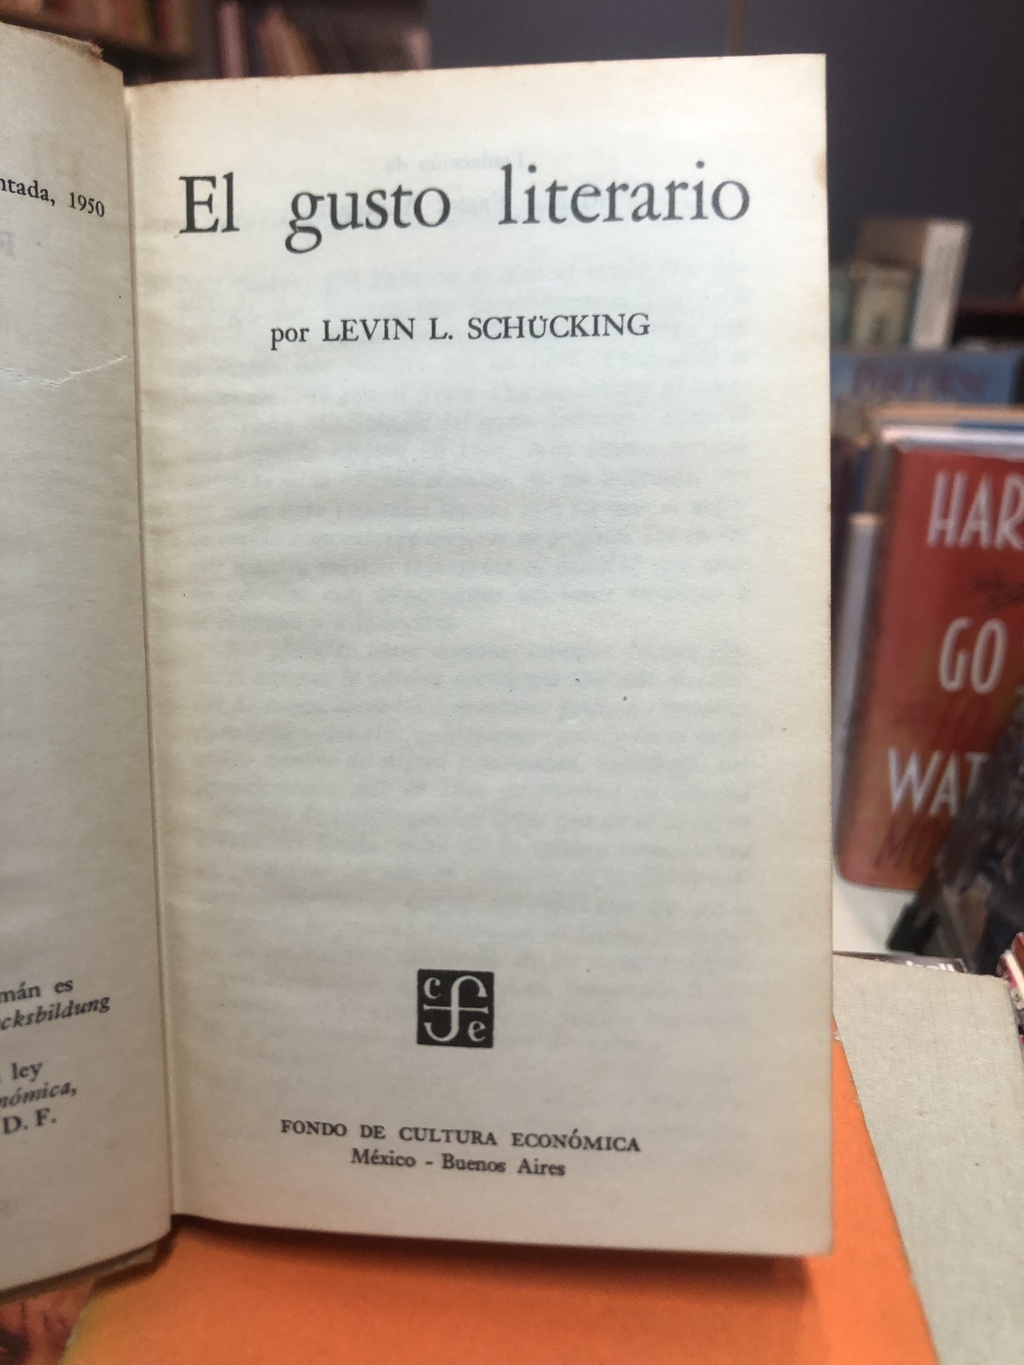 ntada, 1950
mán es
cksbildung
ley
nómica,
D. F.
El gusto literario
por LEVIN L. SCHÜCKING
c f e
FONDO DE CULTURA ECONÓMICA
México - Buenos Aires
HAR
GO
WAT